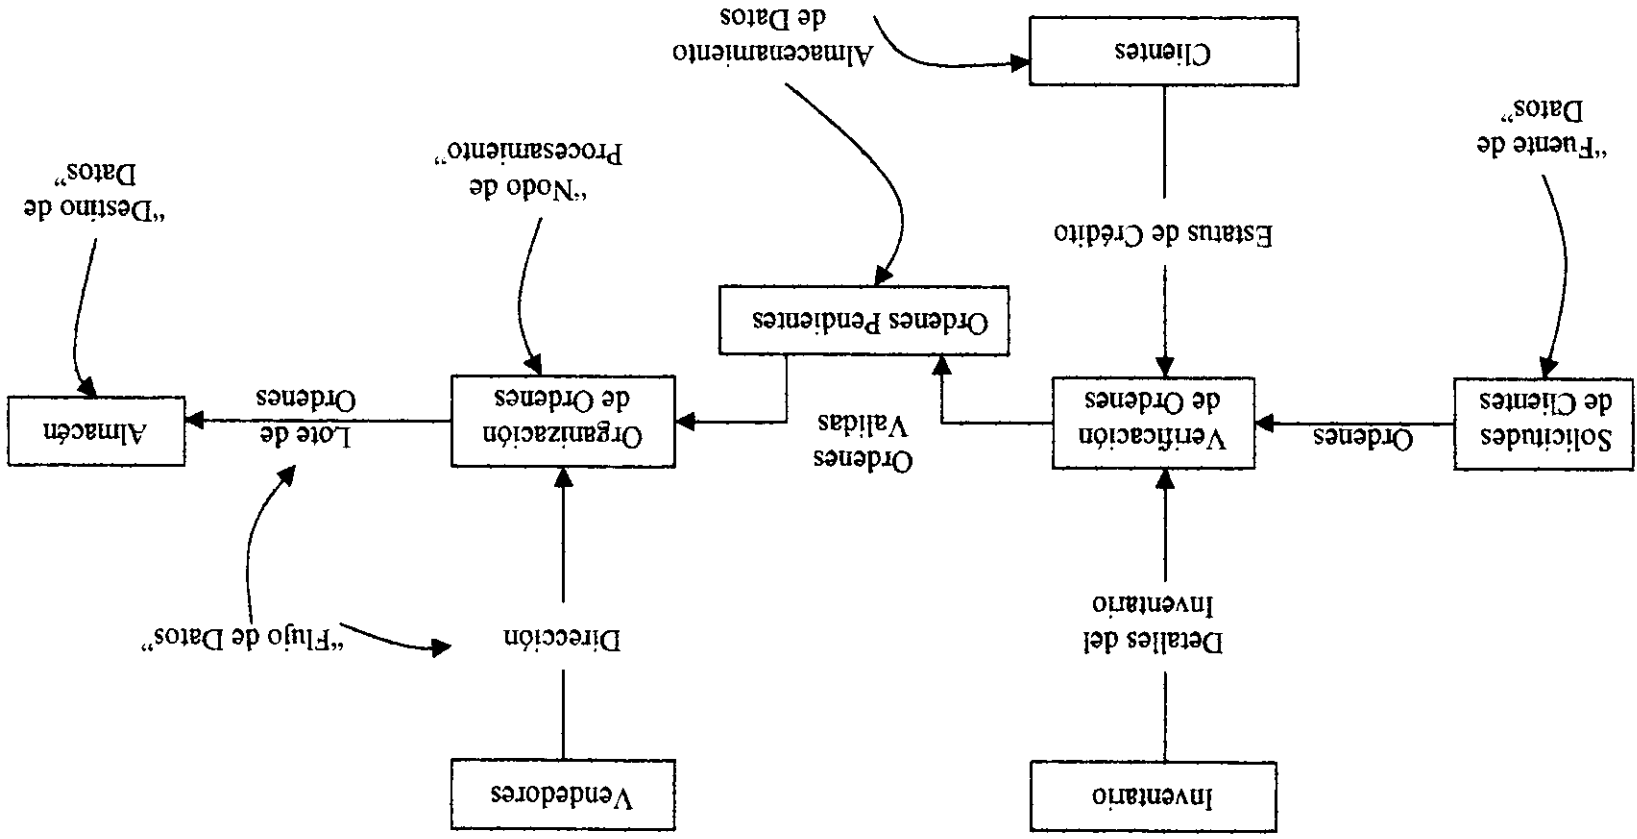 Inventario
Vendedores
Detalles del
Inventario
Dirección
“Flujo de Datos”
Solicitudes
de Clientes
Ordenes
Verificación
de Ordenes
Ordenes
Validas
Organización
de Ordenes
Lote de
Ordenes
Almacén
Ordenes Pendientes
Estatus de Crédito
“Nodo de
Procesamiento”
“Destino de
Datos”
“Fuente de
Datos”
Clientes
Almacenamiento
de Datos